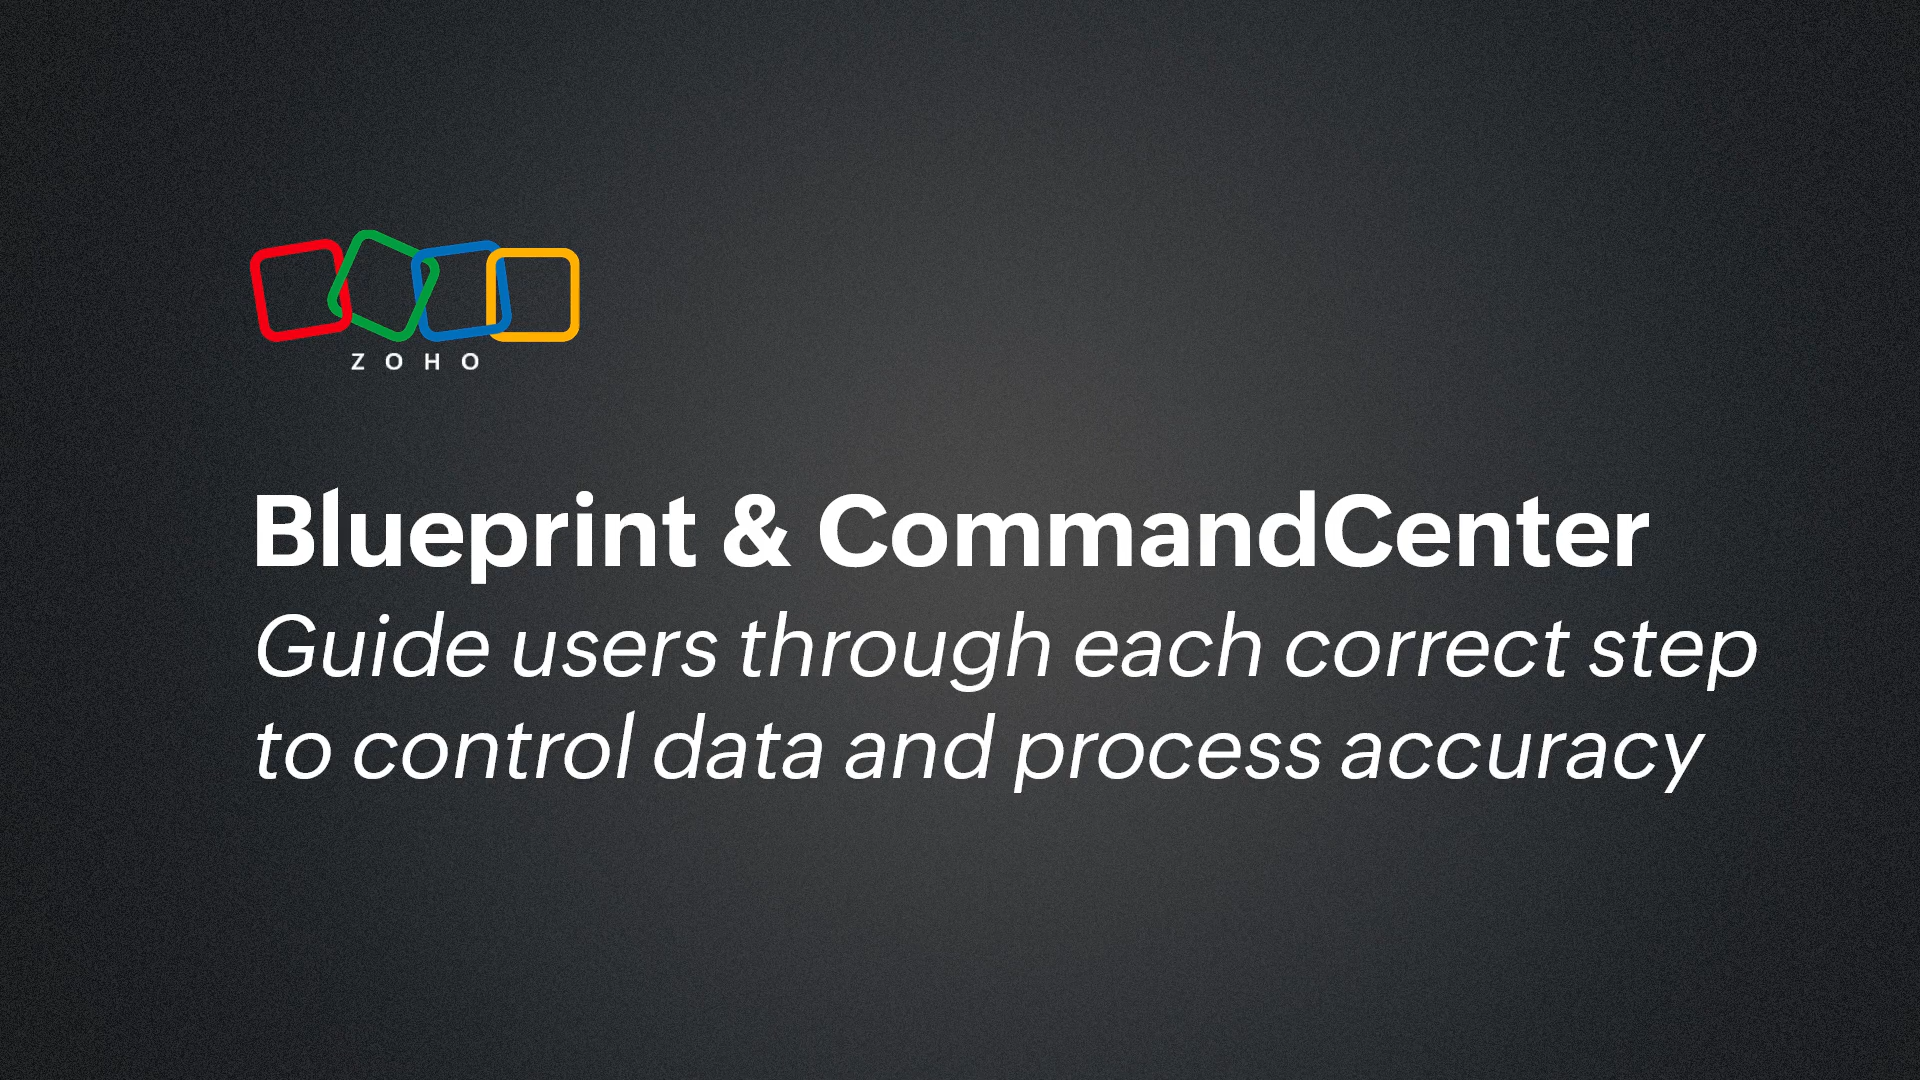 ZOHO
Blueprint & CommandCenter
Guide users through each correct step
to control data and process accuracy